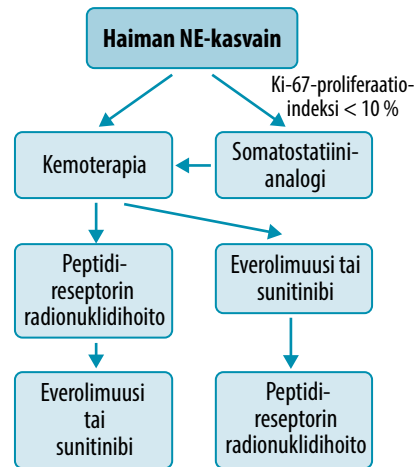 Haiman NE-kasvain
Ki-67-proliferaatio-
indeksi < 10 %
Kemoterapia
Somatostatiini-
analogi
Peptidi-
reseptorin
radionuklidihoito
Everolimuusi tai
sunitinibi
Everolimuusi
tai
sunitinibi
Peptidi-
reseptorin
radionuklidihoito